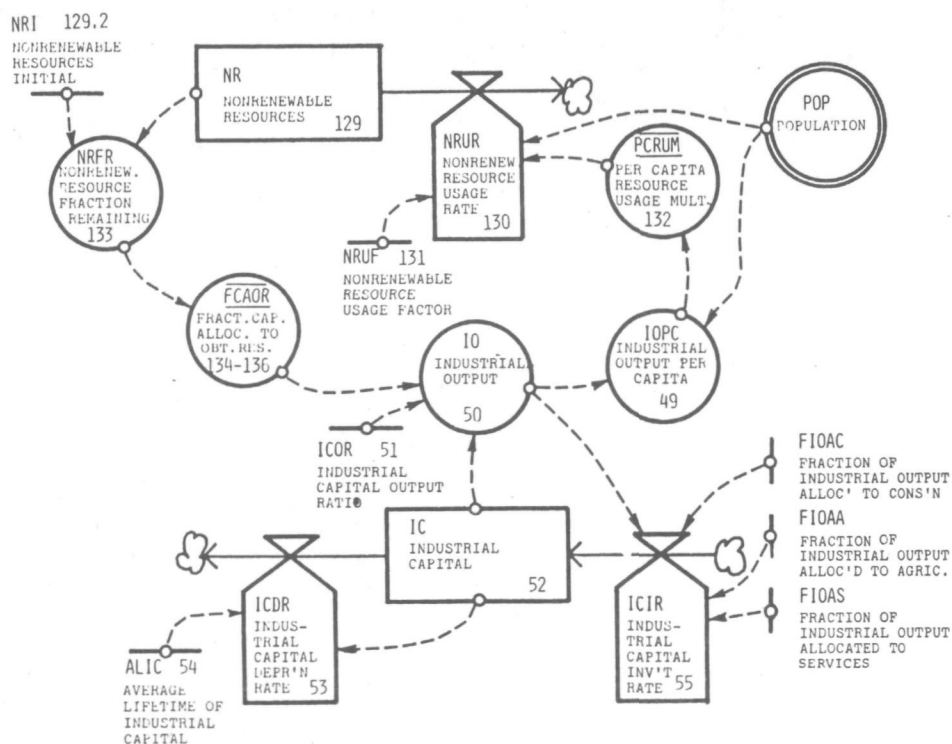 NRI 129.2
NONRENEWABLE
RESOURCES
INITIAL
NR
NONRENEWABLE
RESOURCES
129
POP
POPULATION
NRFR
NONRENEW.
RESOURCE
FRACTION
REMAINING
133
NRUR
NONRENEW
RESOURCE
USAGE
RATE
130
PCRUM
PER CAPITA
RESOURCE
USAGE MULT.
132
NRUF 131
NONRENEWABLE
RESOURCE
USAGE FACTOR
FCAOR
FRACT.CAP.
ALLOC. TO
OBT.RES.
134-136
IO
INDUSTRIAL
OUTPUT
50
IOPC
INDUSTRIAL
OUTPUT PER
CAPITA
49
ICOR 51
INDUSTRIAL
CAPITAL OUTPUT
RATIO
FIOAC
FRACTION OF
INDUSTRIAL OUTPUT
ALLOC' TO CONS'N
FIOAA
FRACTION OF
INDUSTRIAL OUTPUT
ALLOC'D TO AGRIC.
FIOAS
FRACTION OF
INDUSTRIAL OUTPUT
ALLOCATED TO
SERVICES
IC
INDUSTRIAL
CAPITAL
52
ICDR
INDUS-
TRIAL
CAPITAL
DEPR'N
RATE 53
ICIR
INDUS-
TRIAL
CAPITAL
INV'T
RATE 55
ALIC 54
AVERAGE
LIFETIME OF
INDUSTRIAL
CAPITAL